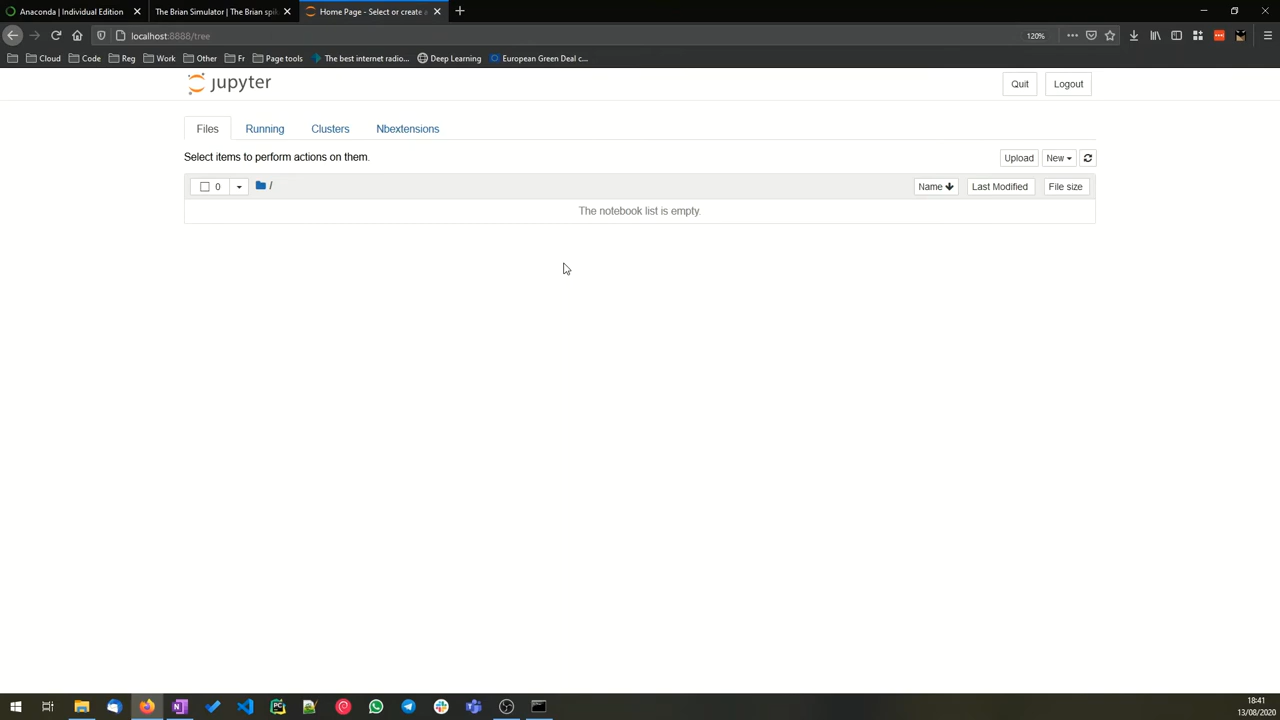 Anaconda | Individual Edition
The Brian Simulator | The Brian spik
Home Page - Select or create a
localhost:8888/tree
120%
Cloud
Code
Reg
Work
Other
Fr
Page tools
The best internet radio...
Deep Learning
European Green Deal c...
jupyter
Quit
Logout
Files
Running
Clusters
Nbextensions
Select items to perform actions on them.
Upload
New
0
/
Name
Last Modified
File size
The notebook list is empty.
18:41
13/08/2020